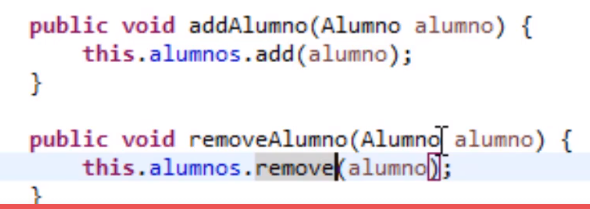 public void addAlumno(Alumno alumno) {
this.alumnos.add(alumno);
}
public void removeAlumno(Alumno alumno) {
this.alumnos.remove(alumno);
}